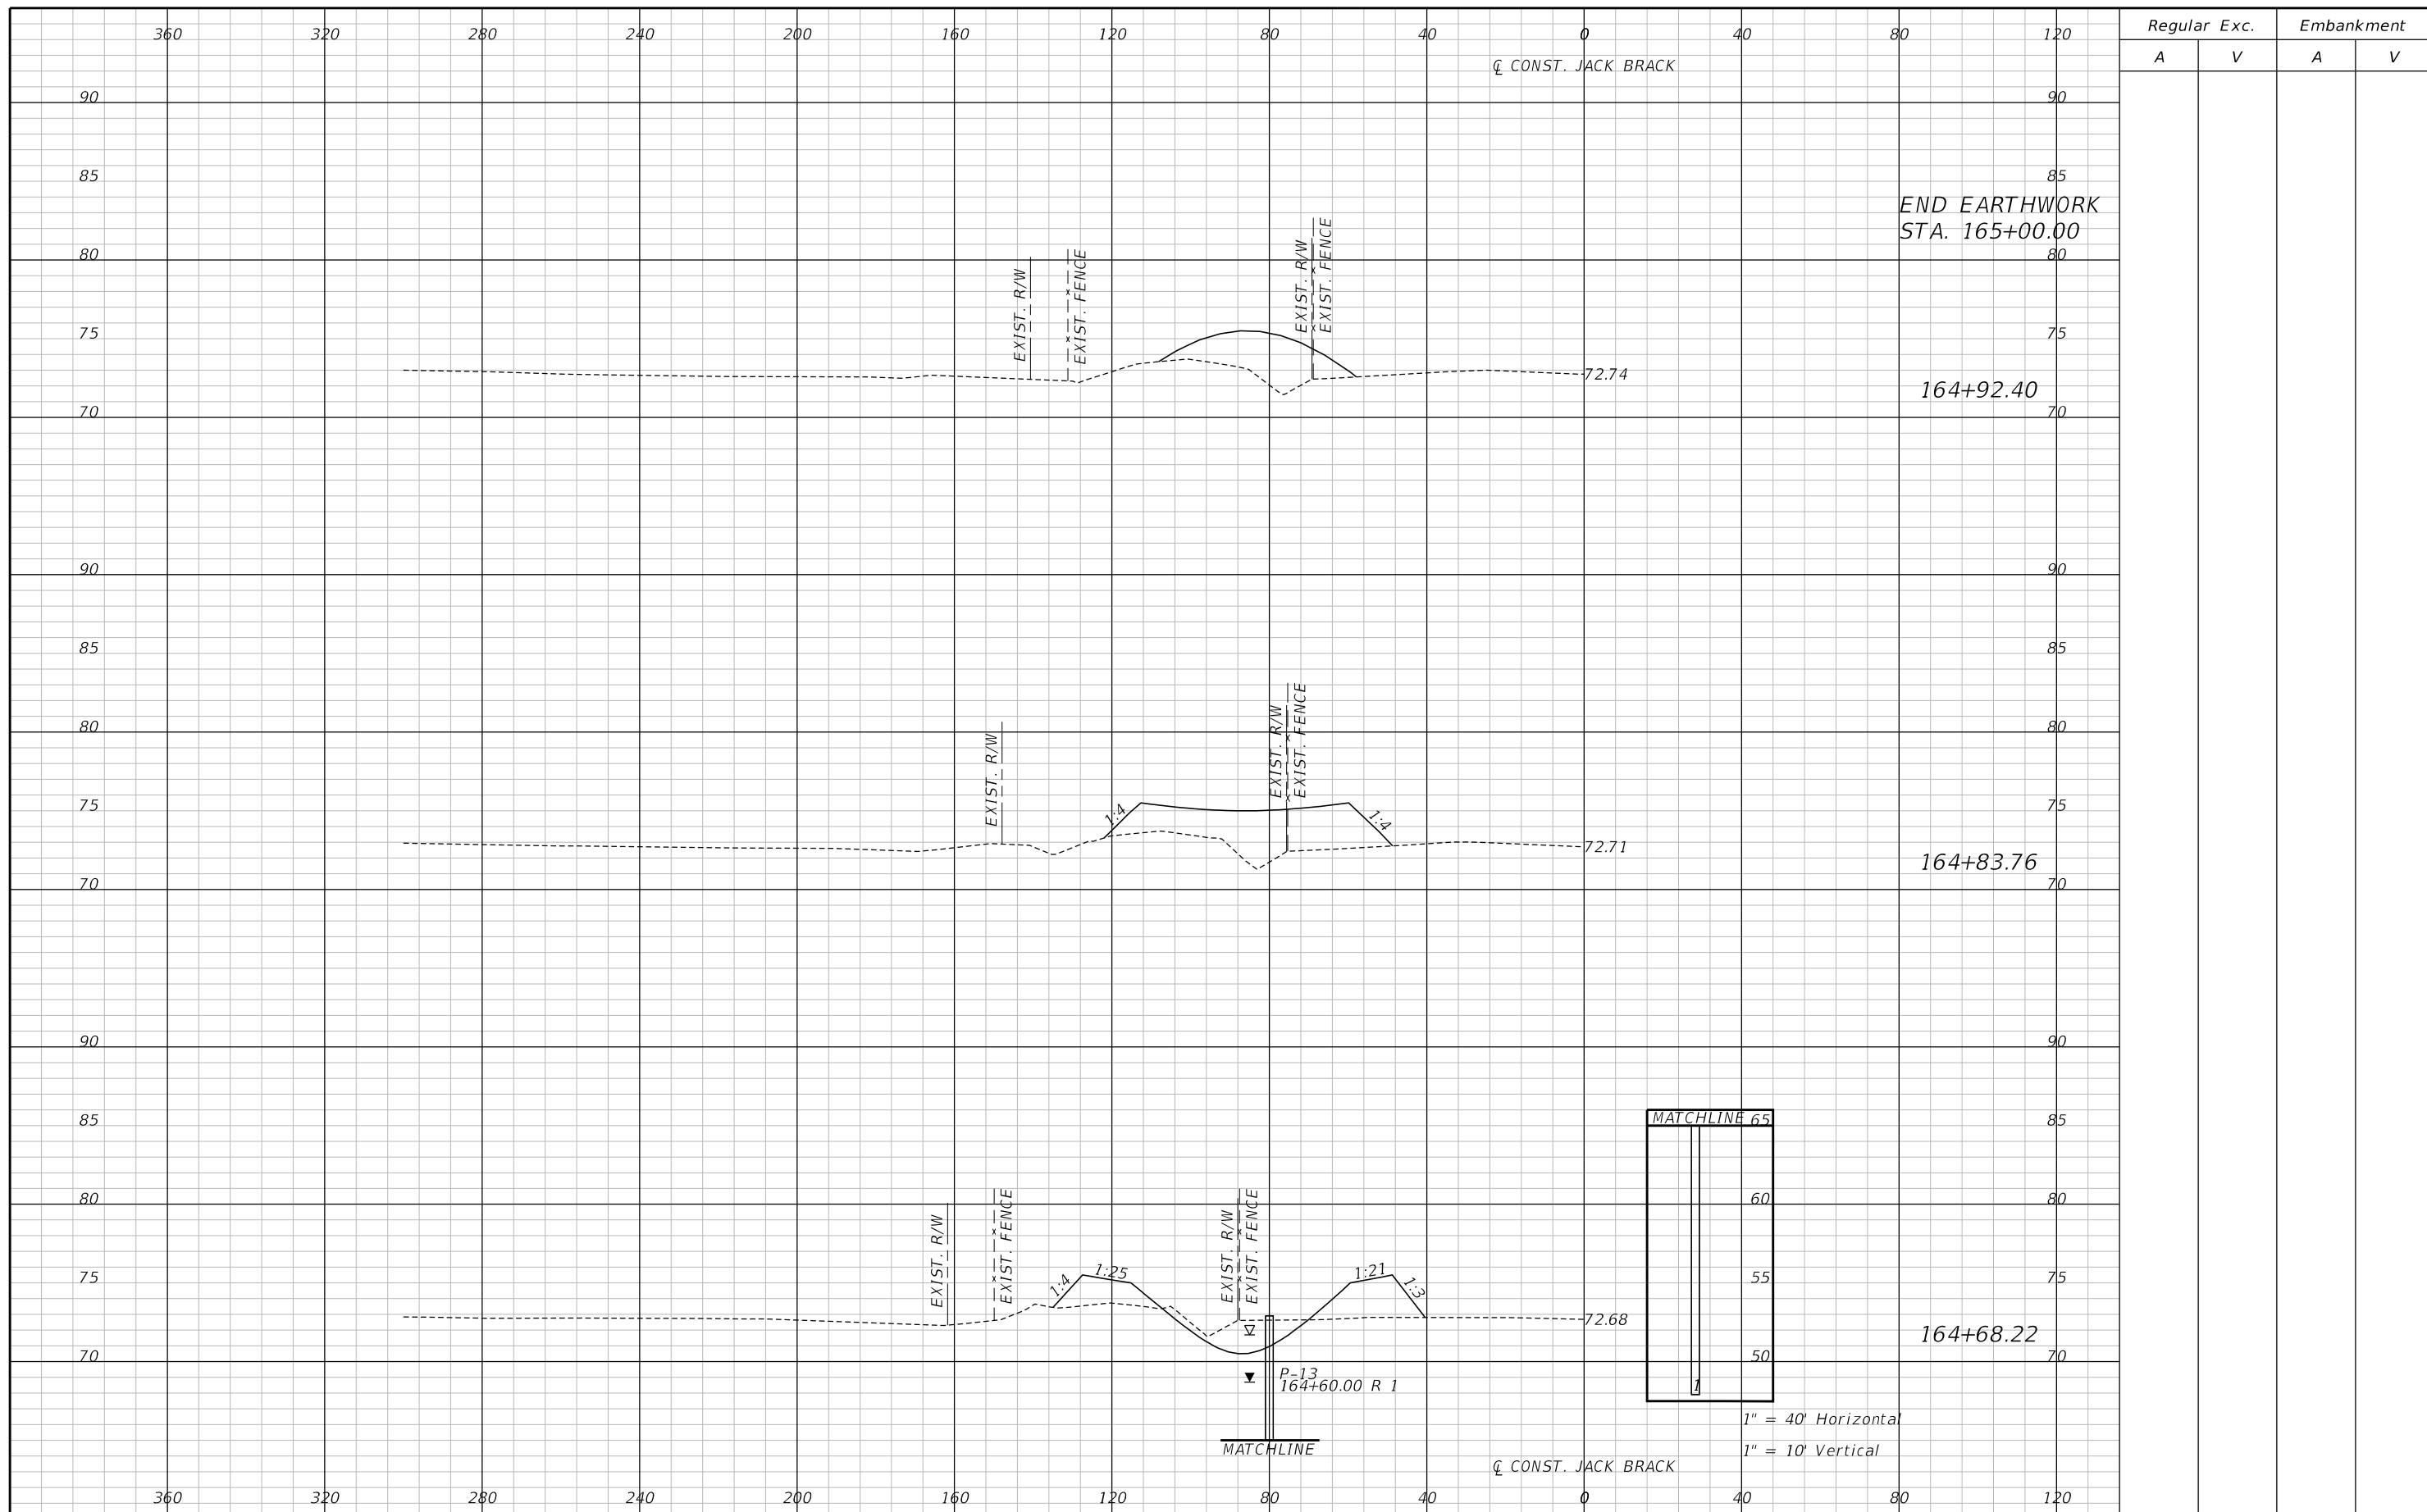 360 320 280 240 200 160 120 80 40 0 40 80 120
Regular Exc. Embankment
A V A V
℄ CONST. JACK BRACK
90 90
85 85
END EARTHWORK
STA. 165+00.00
80 80
EXIST. R/W
EXIST. FENCE
EXIST. R/W
EXIST. FENCE
75 75
72.74
164+92.40
70 70
90 90
85 85
80 80
EXIST. R/W
EXIST. R/W
EXIST. FENCE
75 75
1:4
1:4
72.71
164+83.76
70 70
90 90
85 85
MATCHLINE 65
80 60 80
EXIST. R/W
EXIST. FENCE
EXIST. R/W
EXIST. FENCE
75 55 75
1:4
1:25
1:21
1:3
72.68
164+68.22
70 50 70
P-13
164+60.00 R 1
1
1" = 40' Horizontal
MATCHLINE
1" = 10' Vertical
℄ CONST. JACK BRACK
360 320 280 240 200 160 120 80 40 0 40 80 120